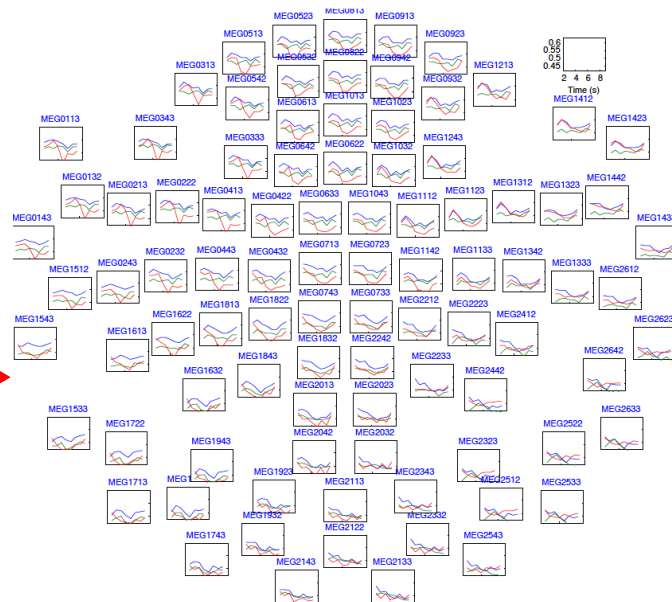 MEG0813
MEG0523 MEG0913
MEG0513 MEG0923
MEG0822
MEG0532 MEG0942
MEG0313 MEG1213
MEG0542 MEG0932
0.6
0.55
0.5
0.45
2 4 6 8
Time (s)
MEG1013
MEG0613 MEG1023
MEG1412
MEG0113 MEG0343 MEG1423
MEG0333 MEG0622 MEG1243
MEG0642 MEG1032
MEG0132 MEG0213 MEG0222 MEG0413 MEG0422 MEG0633 MEG1043 MEG1112 MEG1123 MEG1312 MEG1323 MEG1442
MEG0143
MEG0713 MEG0723
MEG1512 MEG0243 MEG0232 MEG0443 MEG0432 MEG1142 MEG1133 MEG1342 MEG1333 MEG2612
MEG0743 MEG0733
MEG1543 MEG1613 MEG1622 MEG1813 MEG1822 MEG2212 MEG2223 MEG2412 MEG2623
MEG1832 MEG2242
MEG1632 MEG1843 MEG2233 MEG2442 MEG2642
MEG2013 MEG2023
MEG1533 MEG1722 MEG2522 MEG2633
MEG1943 MEG2042 MEG2032 MEG2323
MEG1713 MEG1 MEG1923 MEG2113 MEG2343 MEG2512 MEG2533
MEG1743 MEG1932 MEG2122 MEG2332 MEG2543
MEG2143 MEG2133